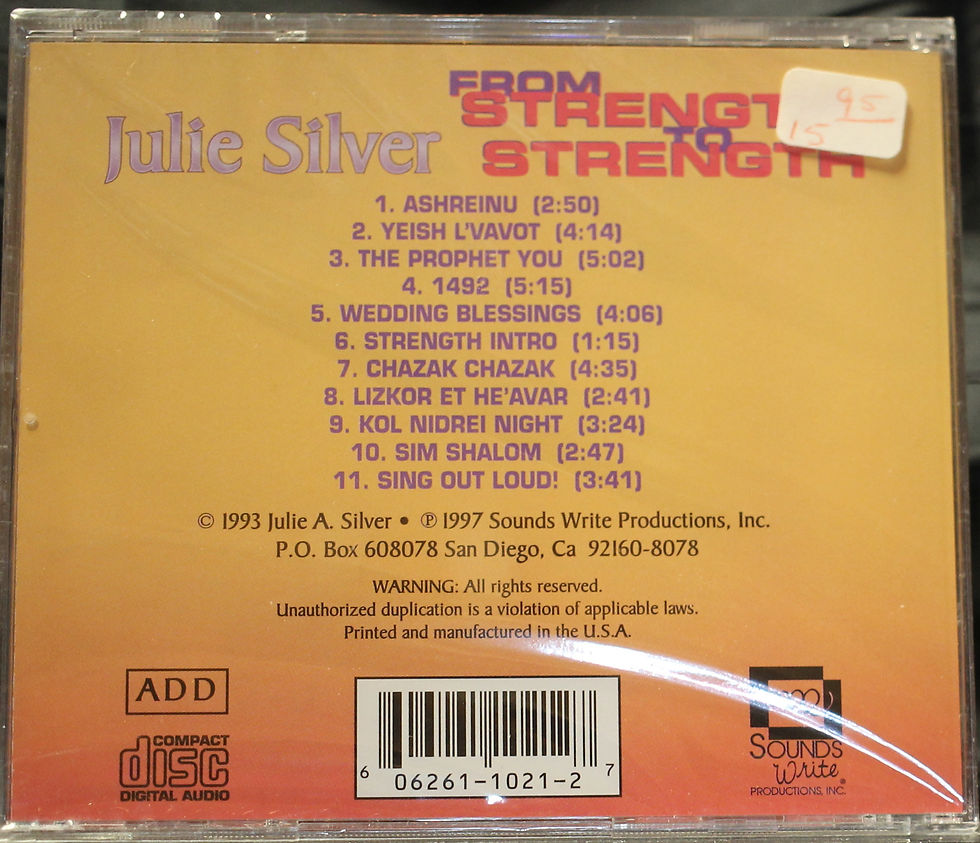 Julie Silver
FROM
STRENGTH
TO
STRENGTH
15 95
1. ASHREINU (2:50)
2. YEISH L'VAVOT (4:14)
3. THE PROPHET YOU (5:02)
4. 1492 (5:15)
5. WEDDING BLESSINGS (4:06)
6. STRENGTH INTRO (1:15)
7. CHAZAK CHAZAK (4:35)
8. LIZKOR ET HE'AVAR (2:41)
9. KOL NIDREI NIGHT (3:24)
10. SIM SHALOM (2:47)
11. SING OUT LOUD! (3:41)
© 1993 Julie A. Silver • ℗ 1997 Sounds Write Productions, Inc.
P.O. Box 608078 San Diego, Ca 92160-8078
WARNING: All rights reserved.
Unauthorized duplication is a violation of applicable laws.
Printed and manufactured in the U.S.A.
ADD
COMPACT
disc
DIGITAL AUDIO
6 06261-1021-2 7
SOUNDS
Write®
PRODUCTIONS, INC.